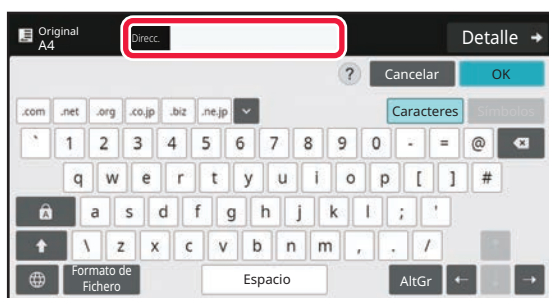 Original
A4
Direcc.
Detalle
?
Cancelar
OK
.com .net .org .co.jp .biz .ne.jp
Caracteres
Símbolos
` 1 2 3 4 5 6 7 8 9 0 - = @
q w e r t y u i o p [ ] #
A
a s d f g h j k l ; '
\ z x c v b n m , . /
Formato de
Fichero
Espacio
AltGr